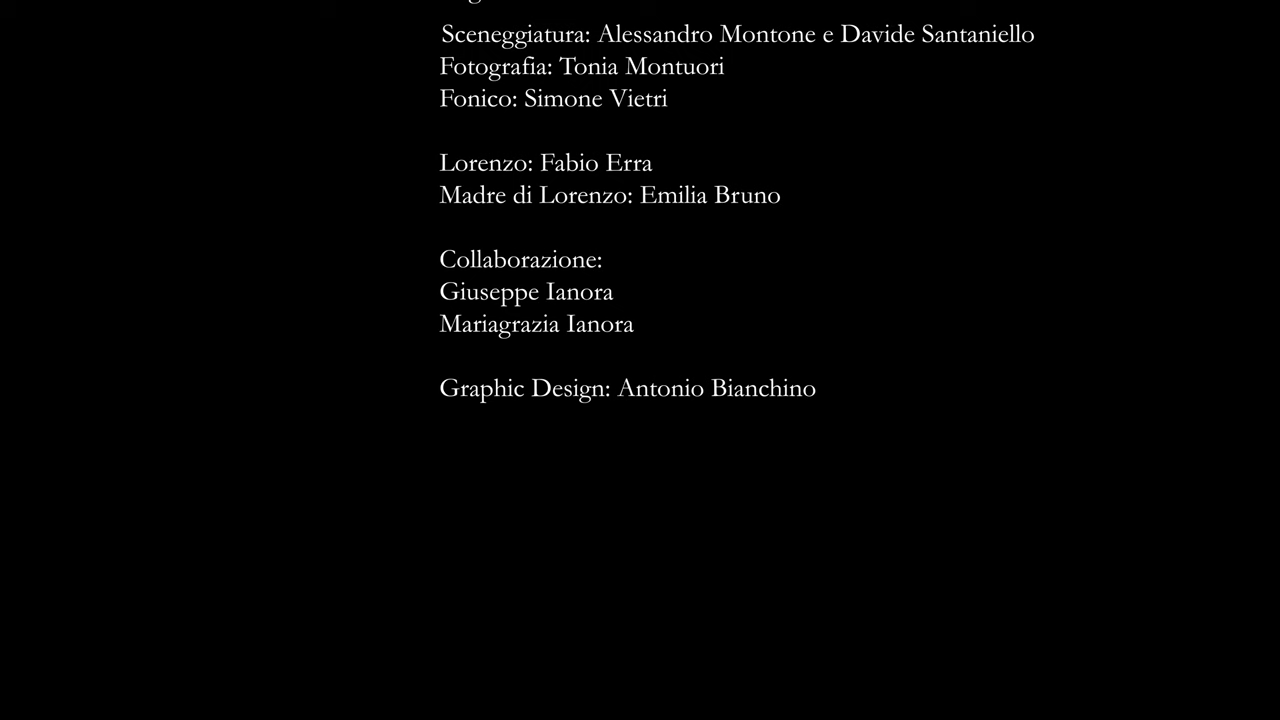 Sceneggiatura: Alessandro Montone e Davide Santaniello
Fotografia: Tonia Montuori
Fonico: Simone Vietri
Lorenzo: Fabio Erra
Madre di Lorenzo: Emilia Bruno
Collaborazione:
Giuseppe Ianora
Mariagrazia Ianora
Graphic Design: Antonio Bianchino